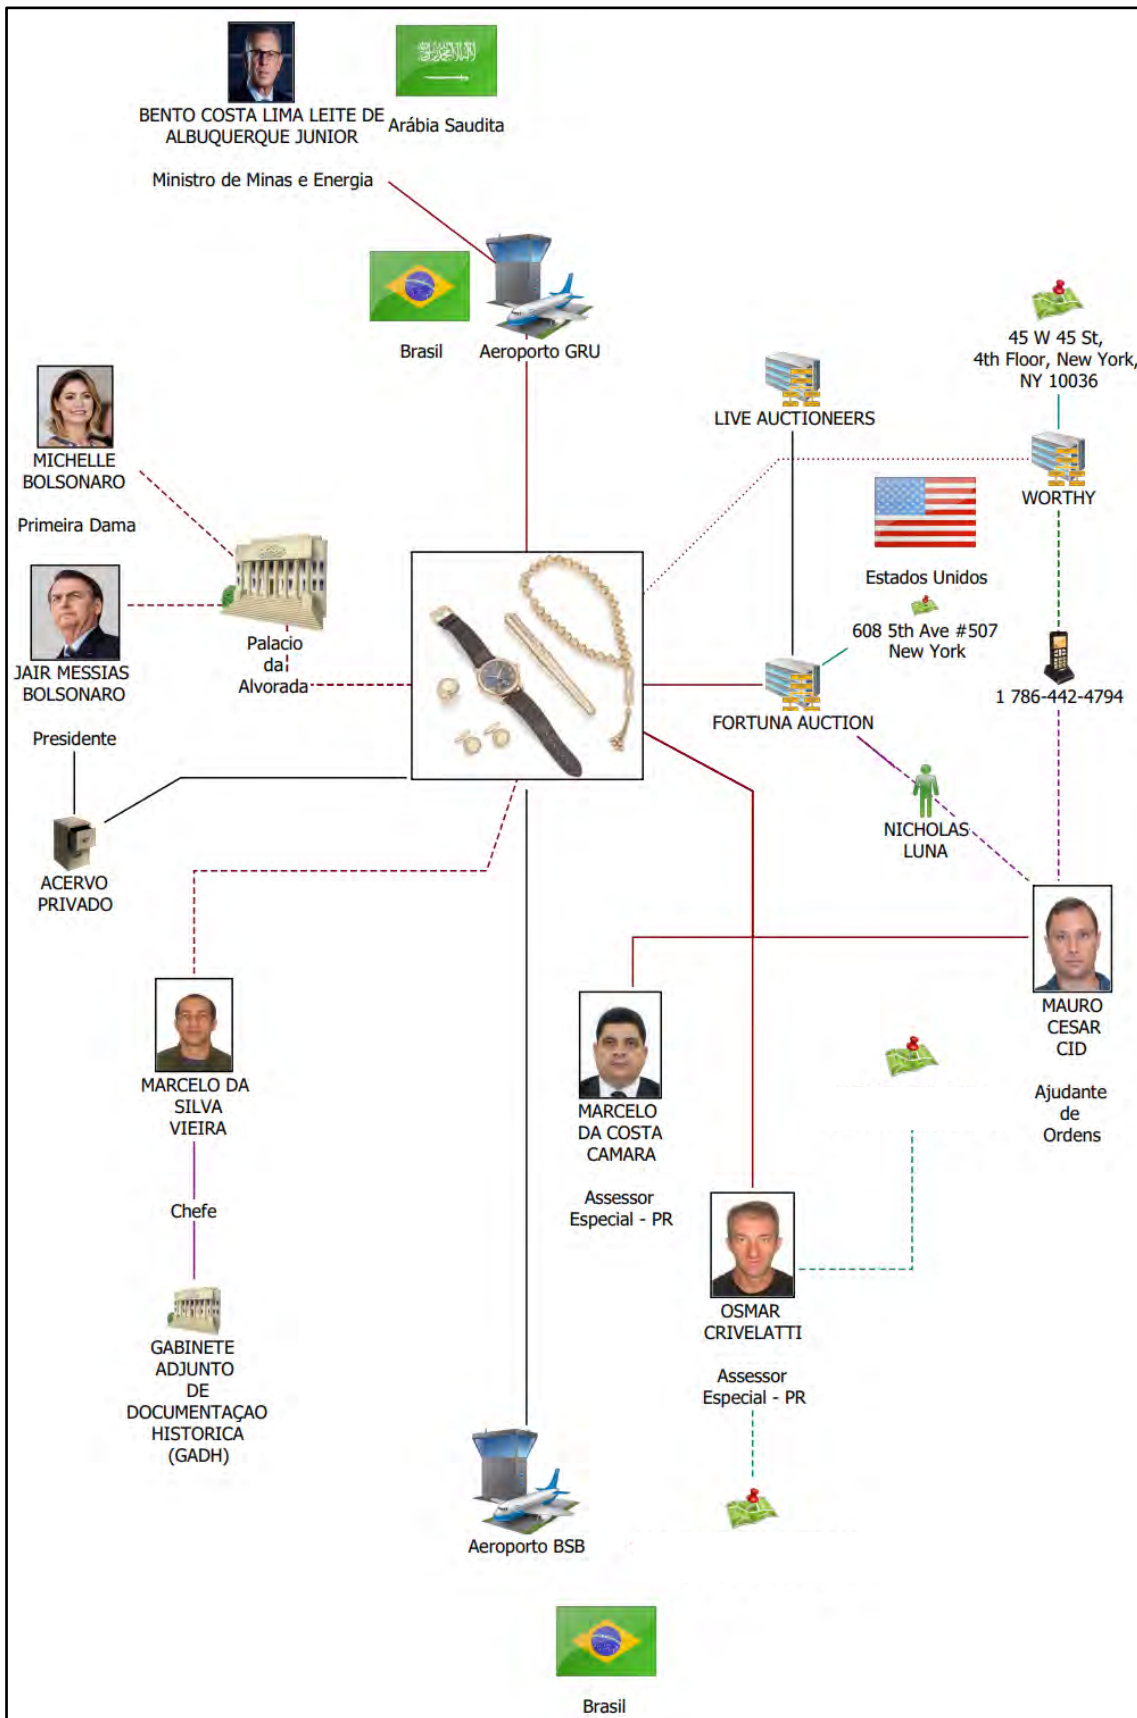 BENTO COSTA LIMA LEITE DE
ALBUQUERQUE JUNIOR
Ministro de Minas e Energia
Arábia Saudita
Brasil
Aeroporto GRU
45 W 45 St,
4th Floor, New York,
NY 10036
LIVE AUCTIONEERS
WORTHY
MICHELLE
BOLSONARO
Primeira Dama
Estados Unidos
608 5th Ave #507
New York
JAIR MESSIAS
BOLSONARO
Presidente
Palacio
da
Alvorada
FORTUNA AUCTION
1 786-442-4794
NICHOLAS
LUNA
ACERVO
PRIVADO
MAURO
CESAR
CID
Ajudante
de
Ordens
MARCELO DA
SILVA
VIEIRA
Chefe
MARCELO
DA COSTA
CAMARA
Assessor
Especial - PR
OSMAR
CRIVELATTI
Assessor
Especial - PR
GABINETE
ADJUNTO
DE
DOCUMENTAÇAO
HISTORICA
(GADH)
Aeroporto BSB
Brasil